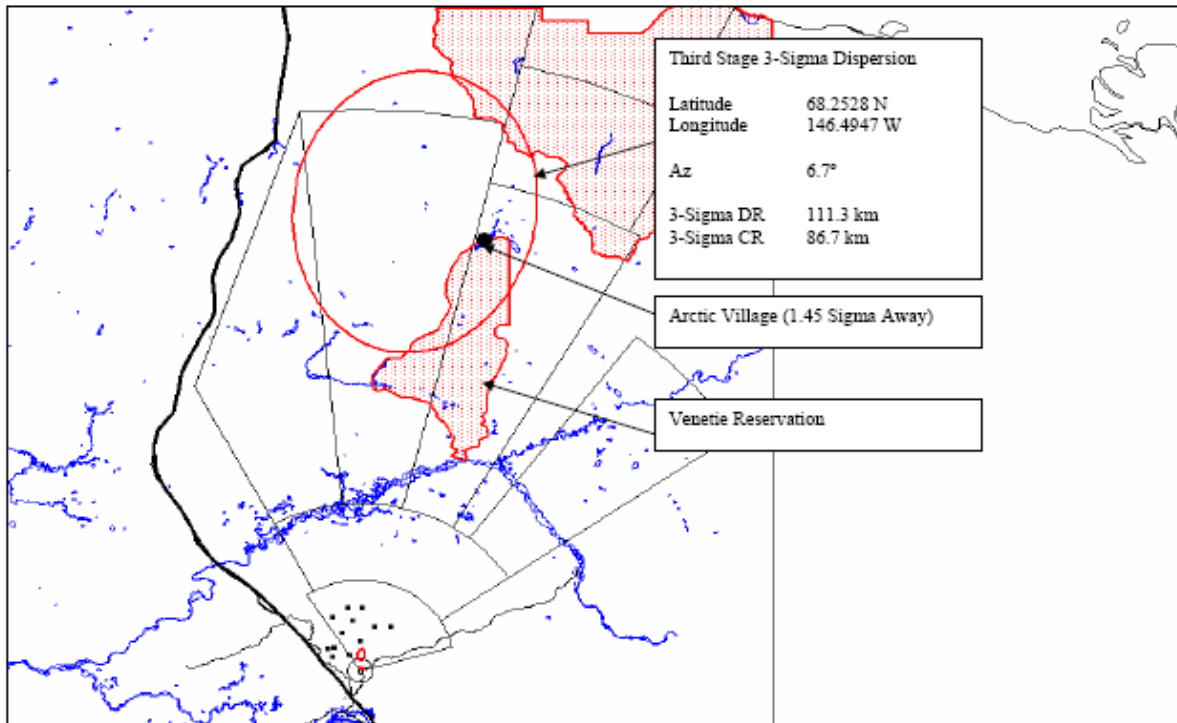 Third Stage 3-Sigma Dispersion
Latitude 68.2528 N
Longitude 146.4947 W
Az 6.7°
3-Sigma DR 111.3 km
3-Sigma CR 86.7 km
Arctic Village (1.45 Sigma Away)
Venetie Reservation